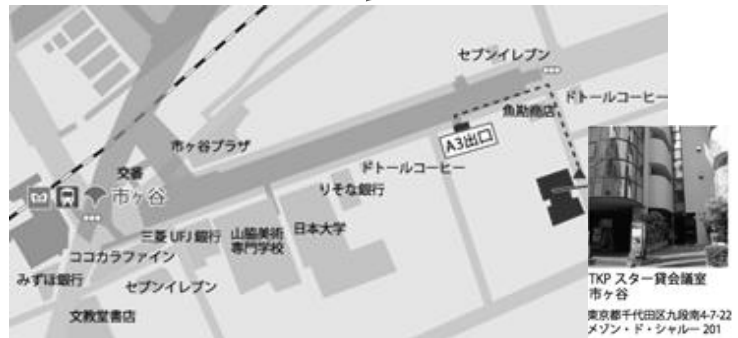 セブンイレブン
ドトールコーヒー
魚勘商店
A3出口
市ヶ谷プラザ
ドトールコーヒー
交番
りそな銀行
市ヶ谷
三菱UFJ銀行
山脇美術
専門学校
日本大学
ココカラファイン
みずほ銀行
セブンイレブン
文教堂書店
TKP スター貸会議室
市ヶ谷
東京都千代田区九段南4-7-22
メゾン・ド・シャルー 201